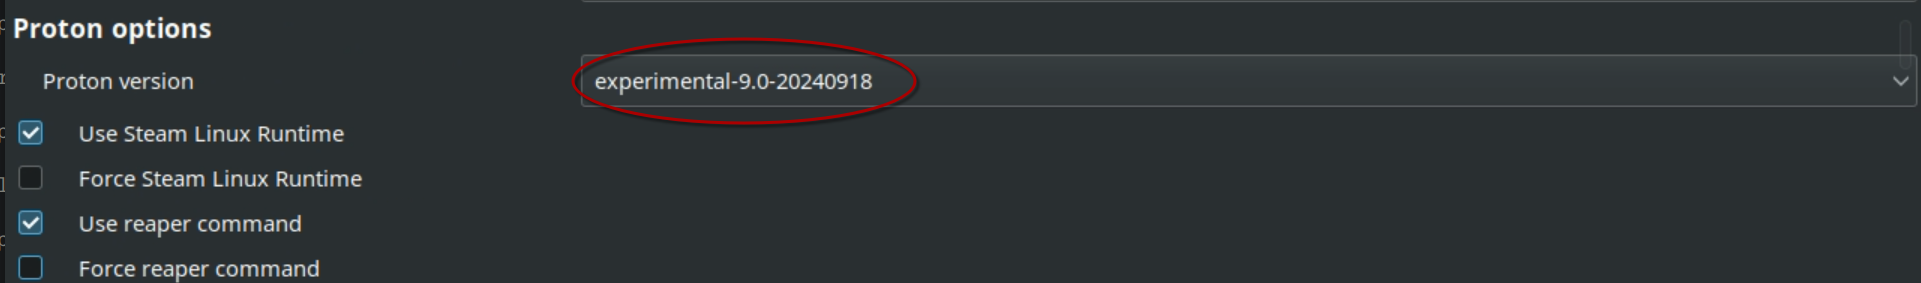 Proton options
Proton version
experimental-9.0-20240918
Use Steam Linux Runtime
Force Steam Linux Runtime
Use reaper command
Force reaper command